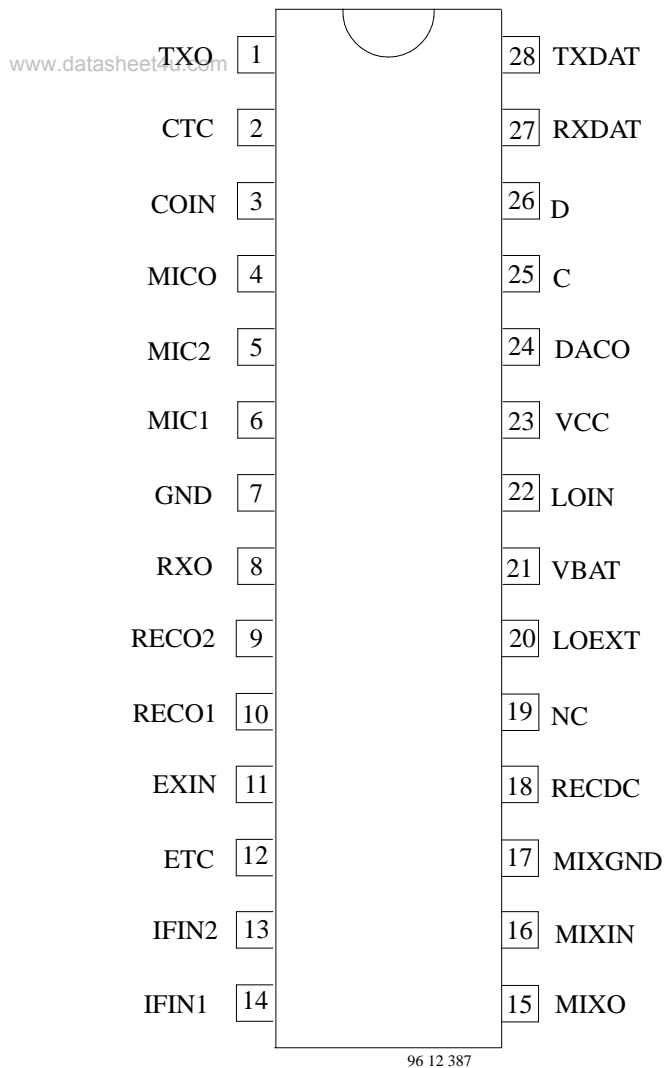 www.datasheet4u.com
TXO 1 28 TXDAT
CTC 2 27 RXDAT
COIN 3 26 D
MICO 4 25 C
MIC2 5 24 DACO
MIC1 6 23 VCC
GND 7 22 LOIN
RXO 8 21 VBAT
RECO2 9 20 LOEXT
RECO1 10 19 NC
EXIN 11 18 RECDC
ETC 12 17 MIXGND
IFIN2 13 16 MIXIN
IFIN1 14 15 MIXO
96 12 387